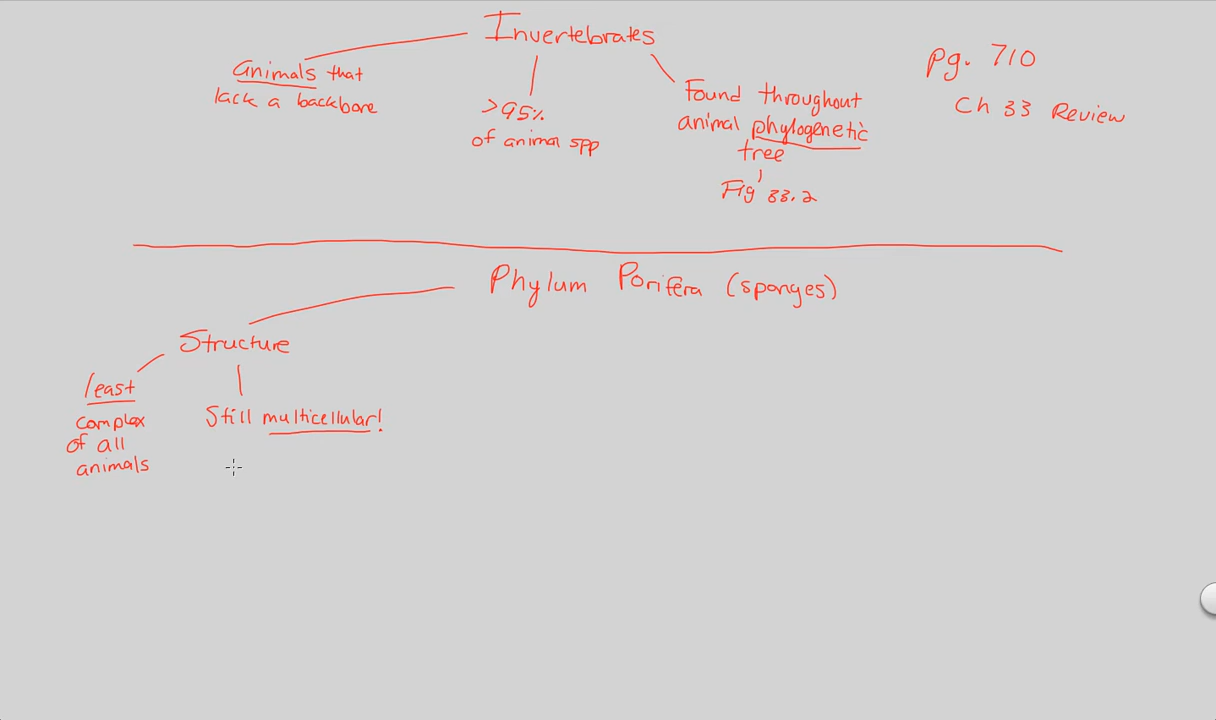 Invertebrates
animals that
lack a backbone
>95%
of animal spp
Found throughout
animal phylogenetic
tree
Fig 33.2
pg. 710
Ch 33 Review
Phylum Porifera (sponges)
Structure
least
complex
of all
animals
Still multicellular!